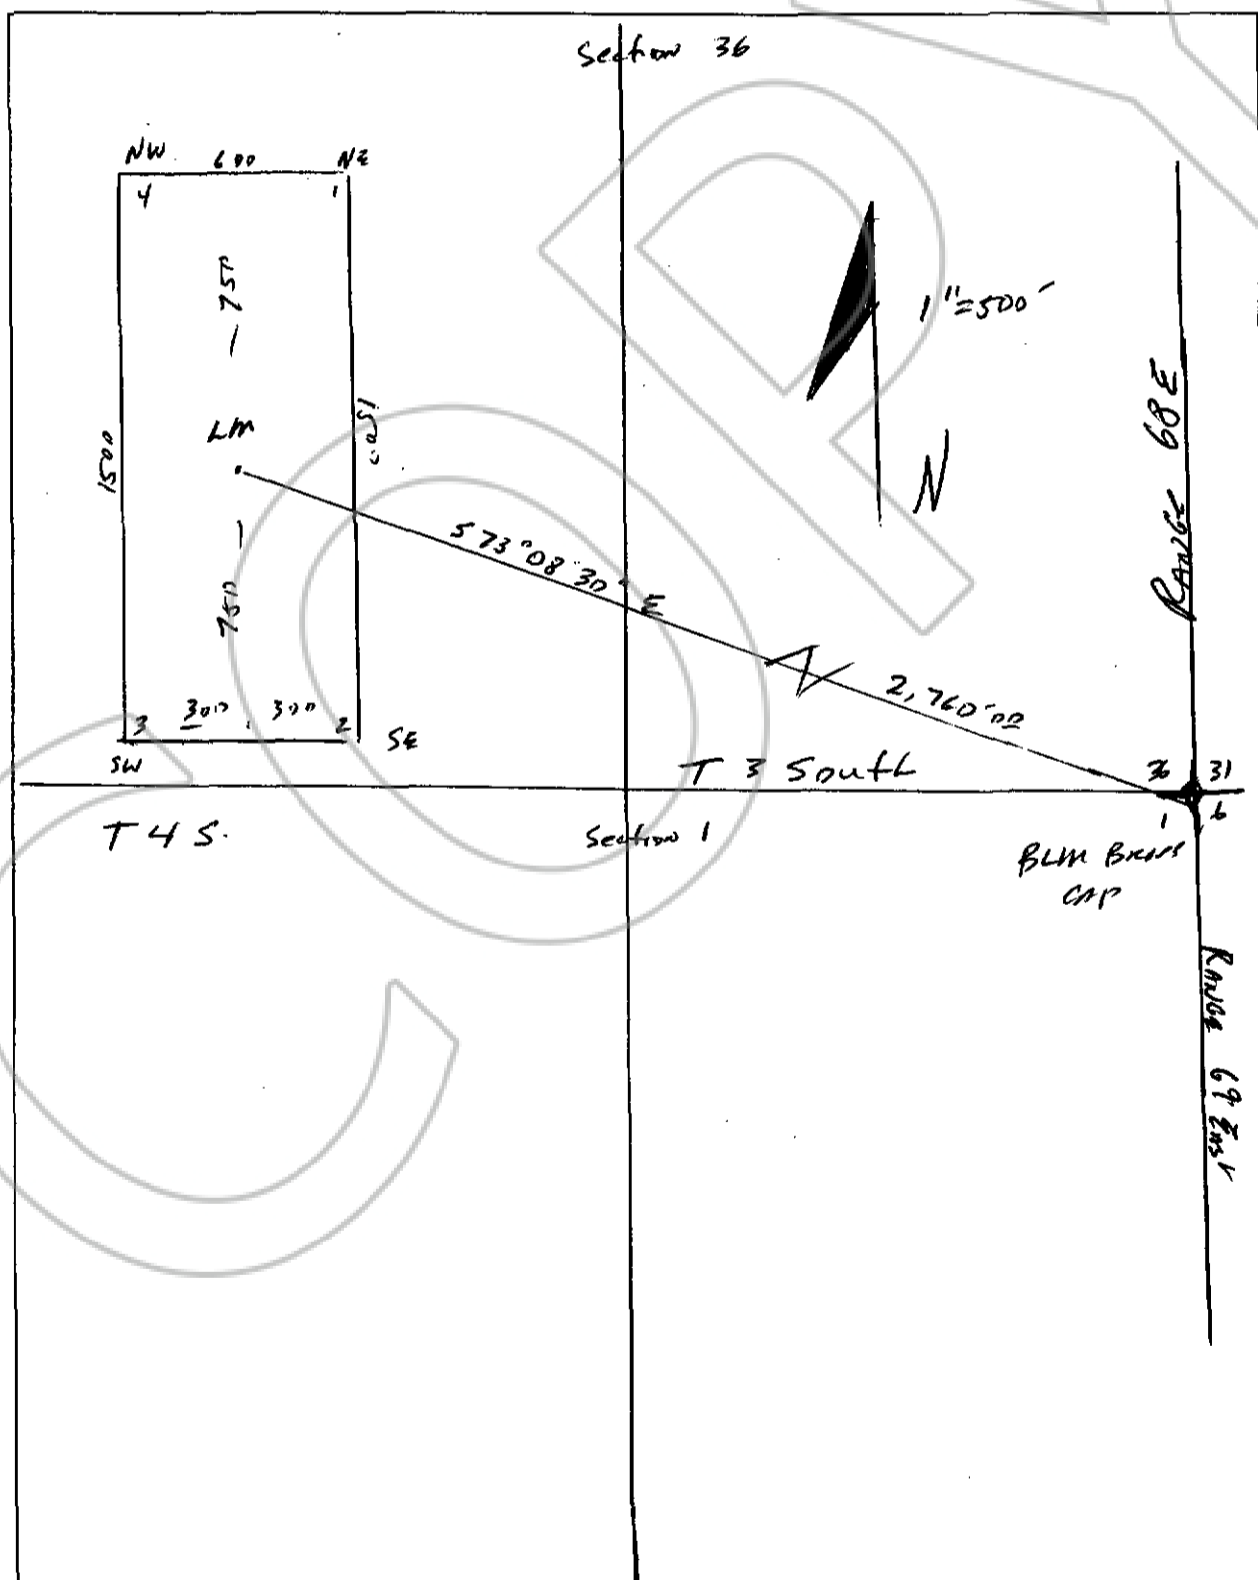 Section 36
NW 600 NE
4 1
750
1"=500'
RANGE 68E
LM
1500
1500
N
S 73°08'30" E
750
2,760.00
3 300 300 2
SW
SE
T 3 South
36 31
1 6
T 4 S.
Section 1
BLM Brass
CAP
RANGE 69 East
COPY